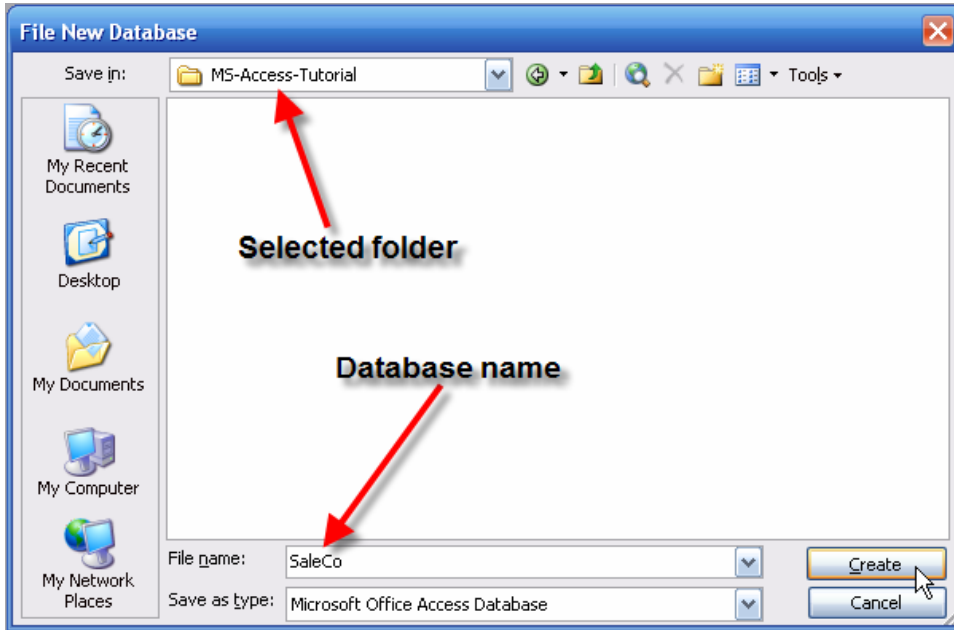 File New Database
Save in:
MS-Access-Tutorial
Tools
My Recent
Documents
Selected folder
Desktop
Database name
My Documents
My Computer
File name:
SaleCo
Create
My Network
Places
Save as type:
Microsoft Office Access Database
Cancel